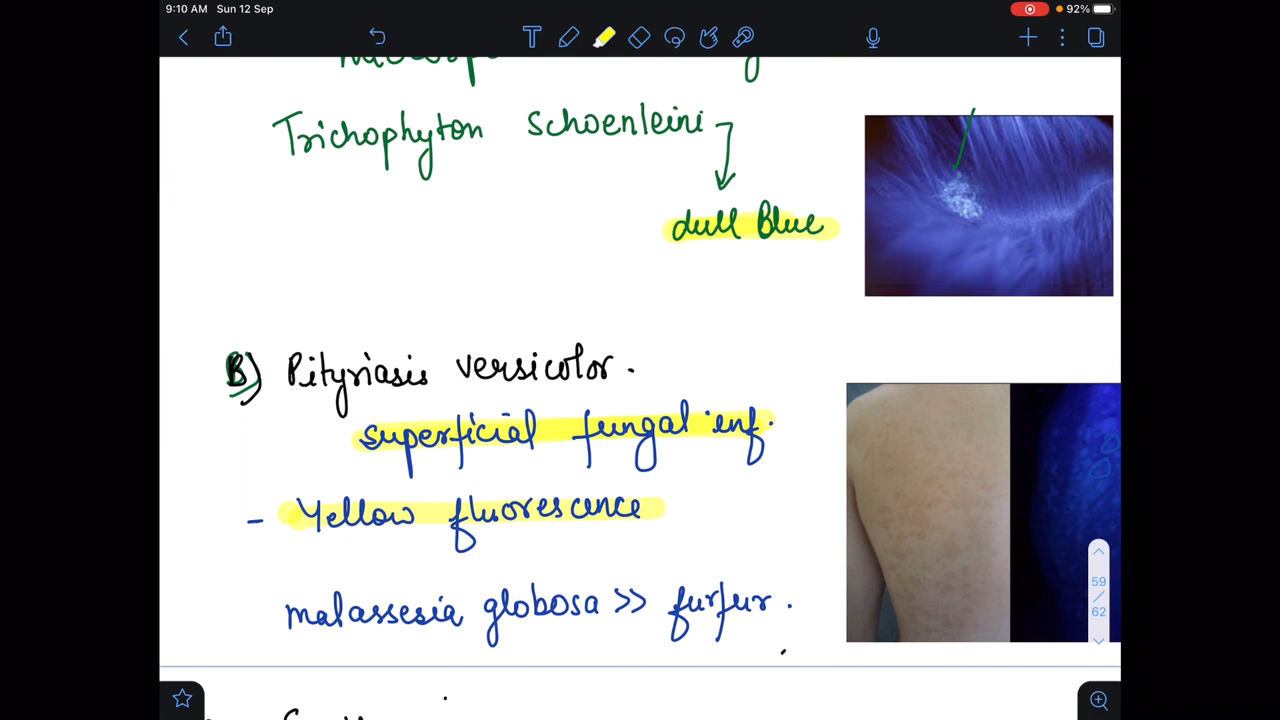 9:10 AM Sun 12 Sep
92%
Trichophyton schoenleini
dull Blue
B) Pityriasis versicolor.
superficial fungal inf.
- Yellow fluorescence
malassesia globosa >> furfur.
59
/
62